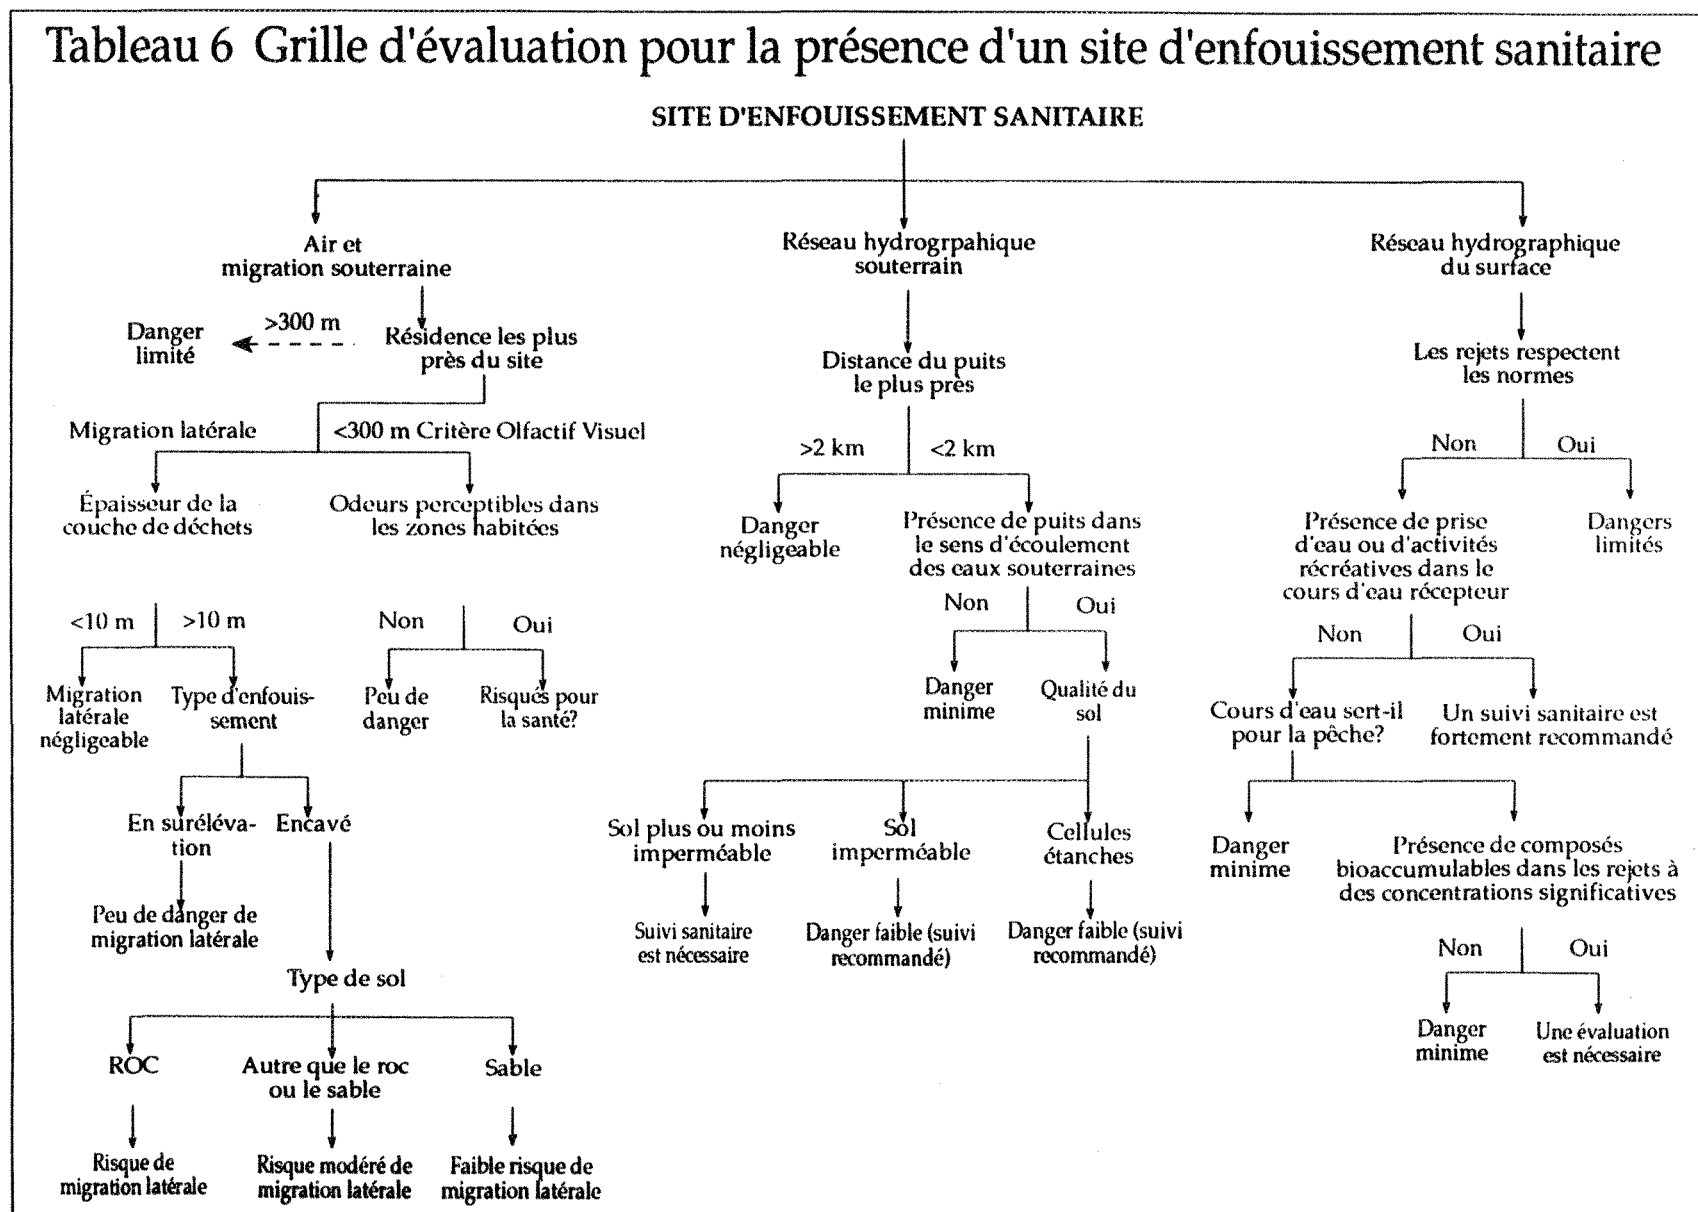 Tableau 6 Grille d'évaluation pour la présence d'un site d'enfouissement sanitaire
SITE D'ENFOUISSEMENT SANITAIRE
Air et
migration souterraine
Danger
limité
>300 m
Résidence les plus
près du site
Migration latérale
<300 m Critère Olfactif Visuel
Épaisseur de la
couche de déchets
Odeurs perceptibles dans
les zones habitées
<10 m
>10 m
Non
Oui
Migration
latérale
négligeable
Type d'enfouis-
sement
Peu de
danger
Risqués pour
la santé?
En suréléva-
tion
Encavé
Peu de danger de
migration latérale
Type de sol
ROC
Autre que le roc
ou le sable
Sable
Risque de
migration latérale
Risque modéré de
migration latérale
Faible risque de
migration latérale
Réseau hydrogrpahique
souterrain
Distance du puits
le plus près
>2 km
<2 km
Danger
négligeable
Présence de puits dans
le sens d'écoulement
des eaux souterraines
Non
Oui
Danger
minime
Qualité du
sol
Sol plus ou moins
imperméable
Sol
imperméable
Cellules
étanches
Suivi sanitaire
est nécessaire
Danger faible (suivi
recommandé)
Danger faible (suivi
recommandé)
Réseau hydrographique
du surface
Les rejets respectent
les normes
Non
Oui
Présence de prise
d'eau ou d'activités
récréatives dans le
cours d'eau récepteur
Dangers
limités
Non
Oui
Cours d'eau sert-il
pour la pêche?
Un suivi sanitaire est
fortement recommandé
Danger
minime
Présence de composés
bioaccumulables dans les rejets à
des concentrations significatives
Non
Oui
Danger
minime
Une évaluation
est nécessaire